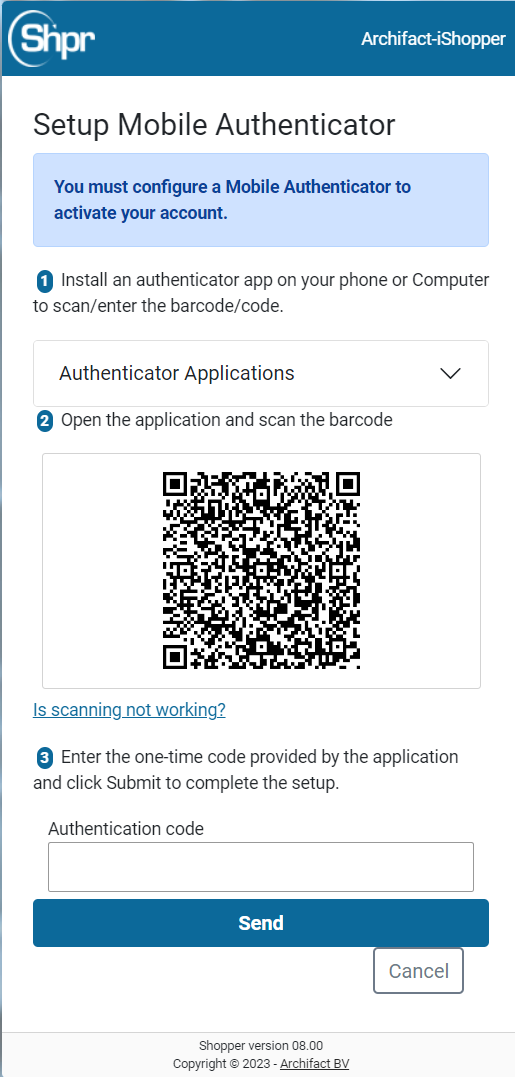 Shpr
Archifact-iShopper
Setup Mobile Authenticator
You must configure a Mobile Authenticator to
activate your account.
1 Install an authenticator app on your phone or Computer
to scan/enter the barcode/code.
Authenticator Applications
2 Open the application and scan the barcode
Is scanning not working?
3 Enter the one-time code provided by the application
and click Submit to complete the setup.
Authentication code
Send
Cancel
Shopper version 08.00
Copyright © 2023 - Archifact BV